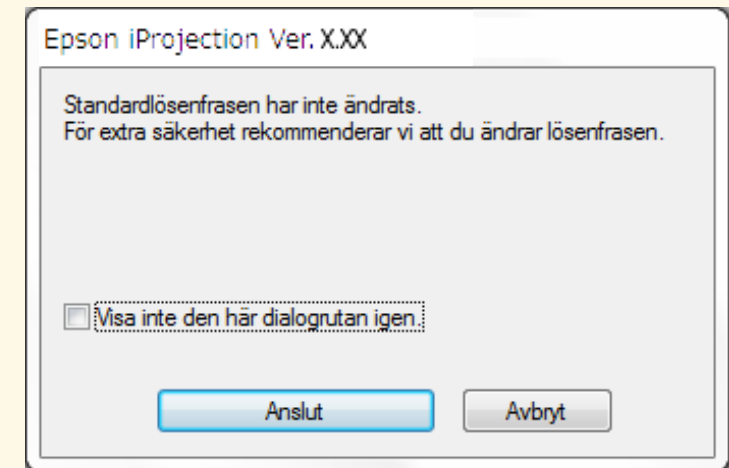 Epson iProjection Ver. X.XX
Standardlösenfrasen har inte ändrats.
För extra säkerhet rekommenderar vi att du ändrar lösenfrasen.
Visa inte den här dialogrutan igen.
Anslut
Avbryt